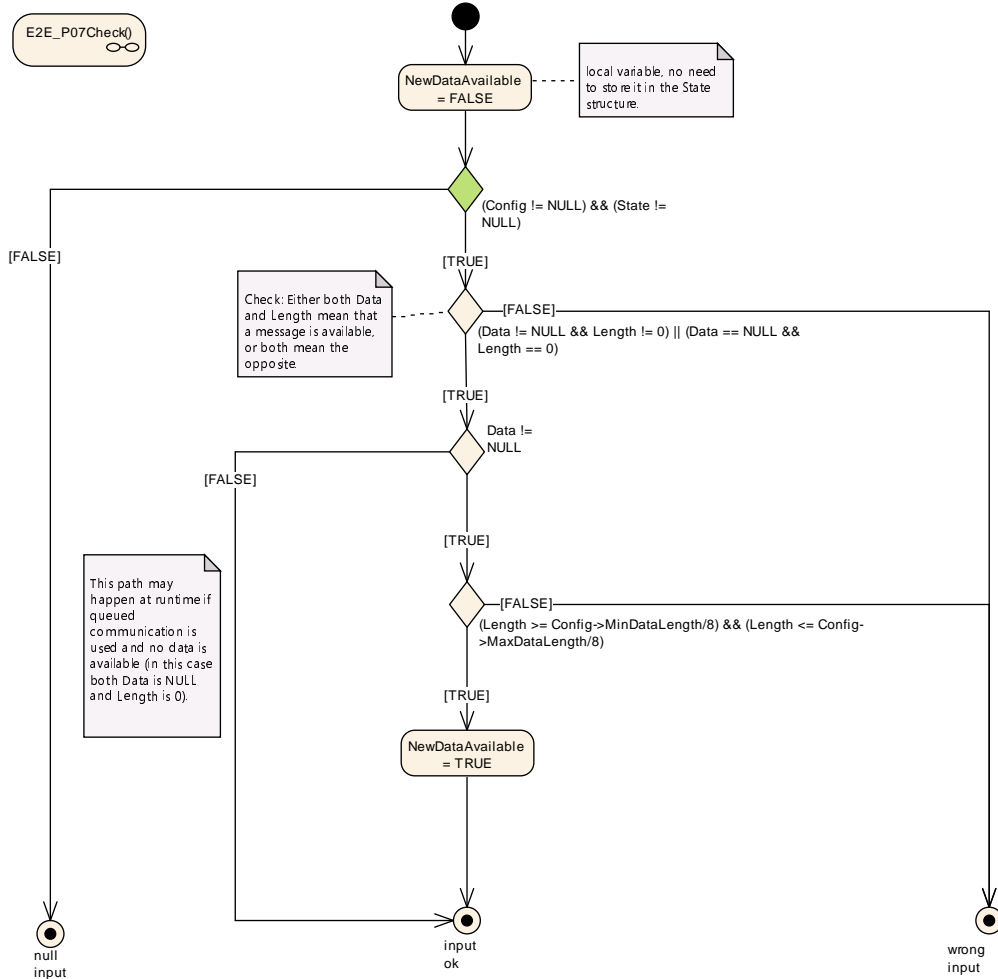 E2E_P07Check()
NewDataAvailable
= FALSE
local variable, no need
to store it in the State
structure.
(Config != NULL) && (State !=
NULL)
[FALSE]
[TRUE]
Check: Either both Data
and Length mean that
a message is available,
or both mean the
opposite.
[FALSE]
(Data != NULL && Length != 0) || (Data == NULL &&
Length == 0)
[TRUE]
Data !=
NULL
[FALSE]
[TRUE]
This path may
happen at runtime if
queued
communication is
used and no data is
available (in this case
both Data is NULL
and Length is 0).
[FALSE]
(Length >= Config->MinDataLength/8) && (Length <= Config-
>MaxDataLength/8)
[TRUE]
NewDataAvailable
= TRUE
null
input
input
ok
wrong
input